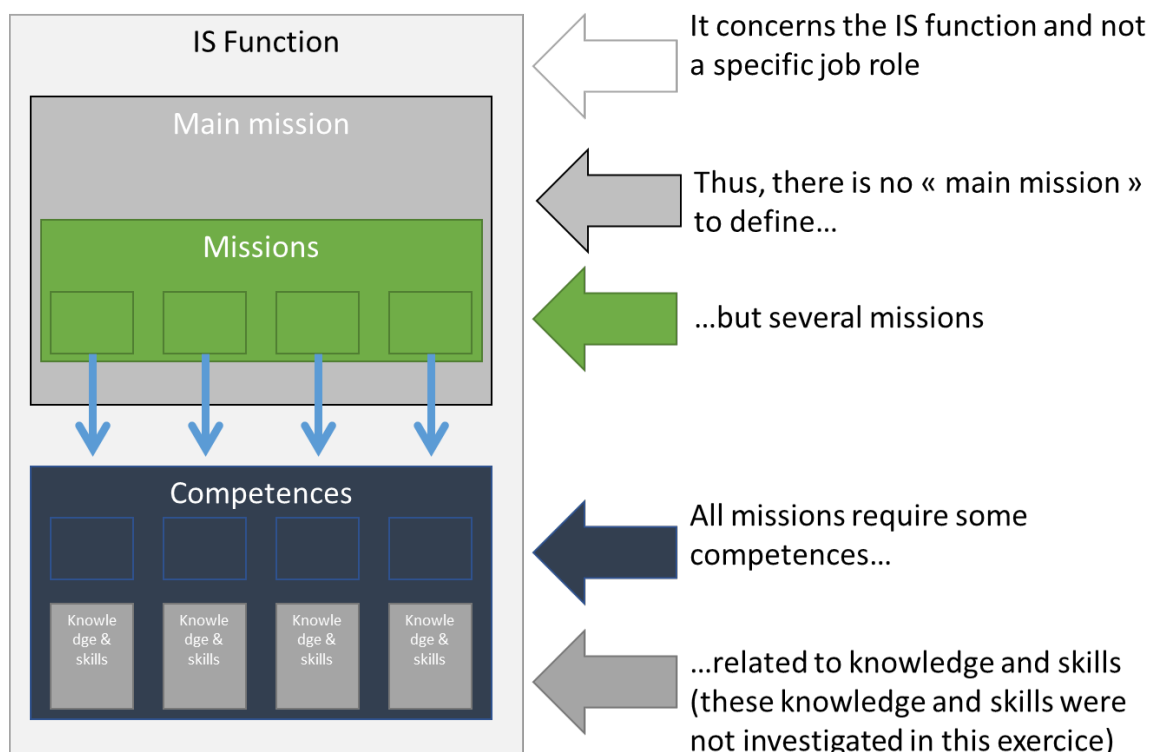 IS Function
It concerns the IS function and not
a specific job role
Main mission
Thus, there is no « main mission »
to define…
Missions
…but several missions
Competences
All missions require some
competences…
Knowle
dge &
skills
Knowle
dge &
skills
Knowle
dge &
skills
Knowle
dge &
skills
…related to knowledge and skills
(these knowledge and skills were
not investigated in this exercice)